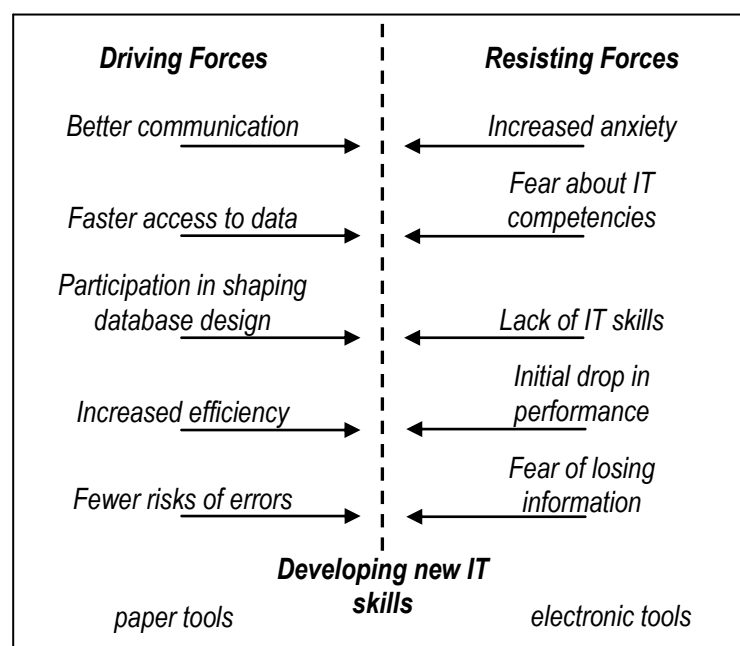 Driving Forces
Resisting Forces
Better communication
Increased anxiety
Faster access to data
Fear about IT
competencies
Participation in shaping
database design
Lack of IT skills
Increased efficiency
Initial drop in
performance
Fewer risks of errors
Fear of losing
information
Developing new IT
skills
paper tools
electronic tools